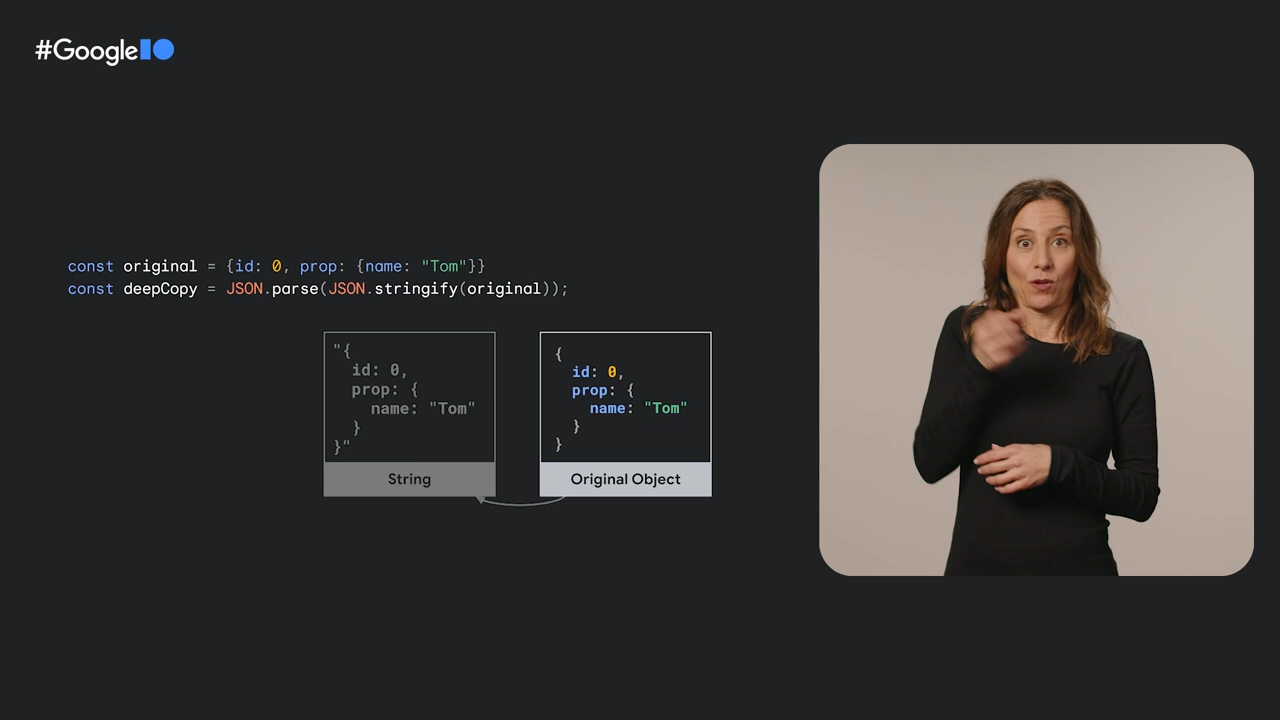 #GoogleIO
const original = {id: 0, prop: {name: "Tom"}}
const deepCopy = JSON.parse(JSON.stringify(original));
"{
id: 0,
prop: {
name: "Tom"
}
}"
String
{
id: 0,
prop: {
name: "Tom"
}
}
Original Object